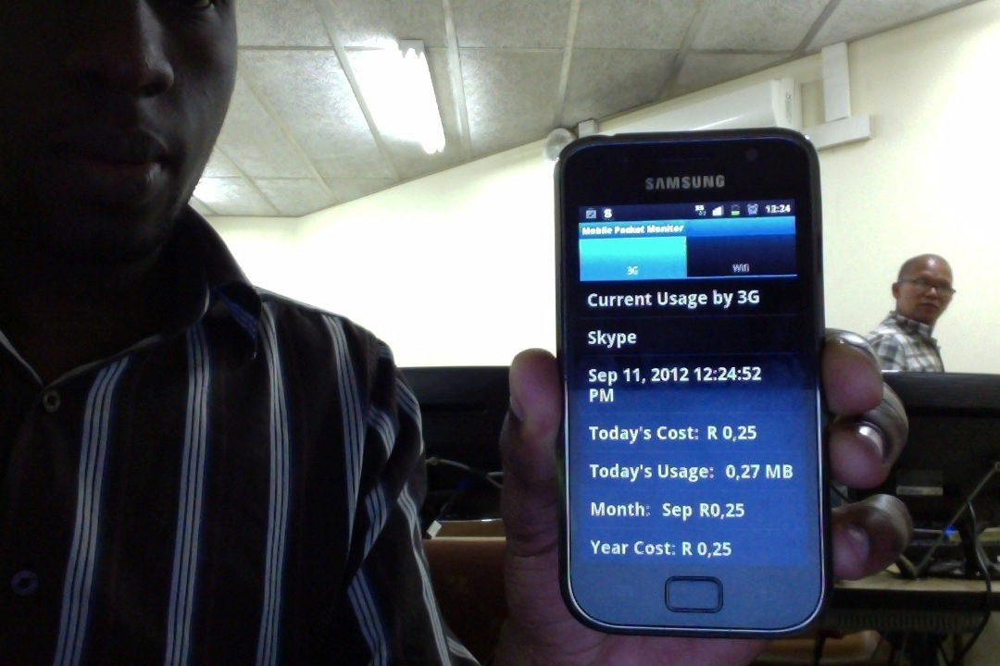 SAMSUNG
12:24
Mobile Packet Monitor
3G Wifi
Current Usage by 3G
Skype
Sep 11, 2012 12:24:52
PM
Today's Cost: R 0,25
Today's Usage: 0,27 MB
Month: Sep R0,25
Year Cost: R 0,25